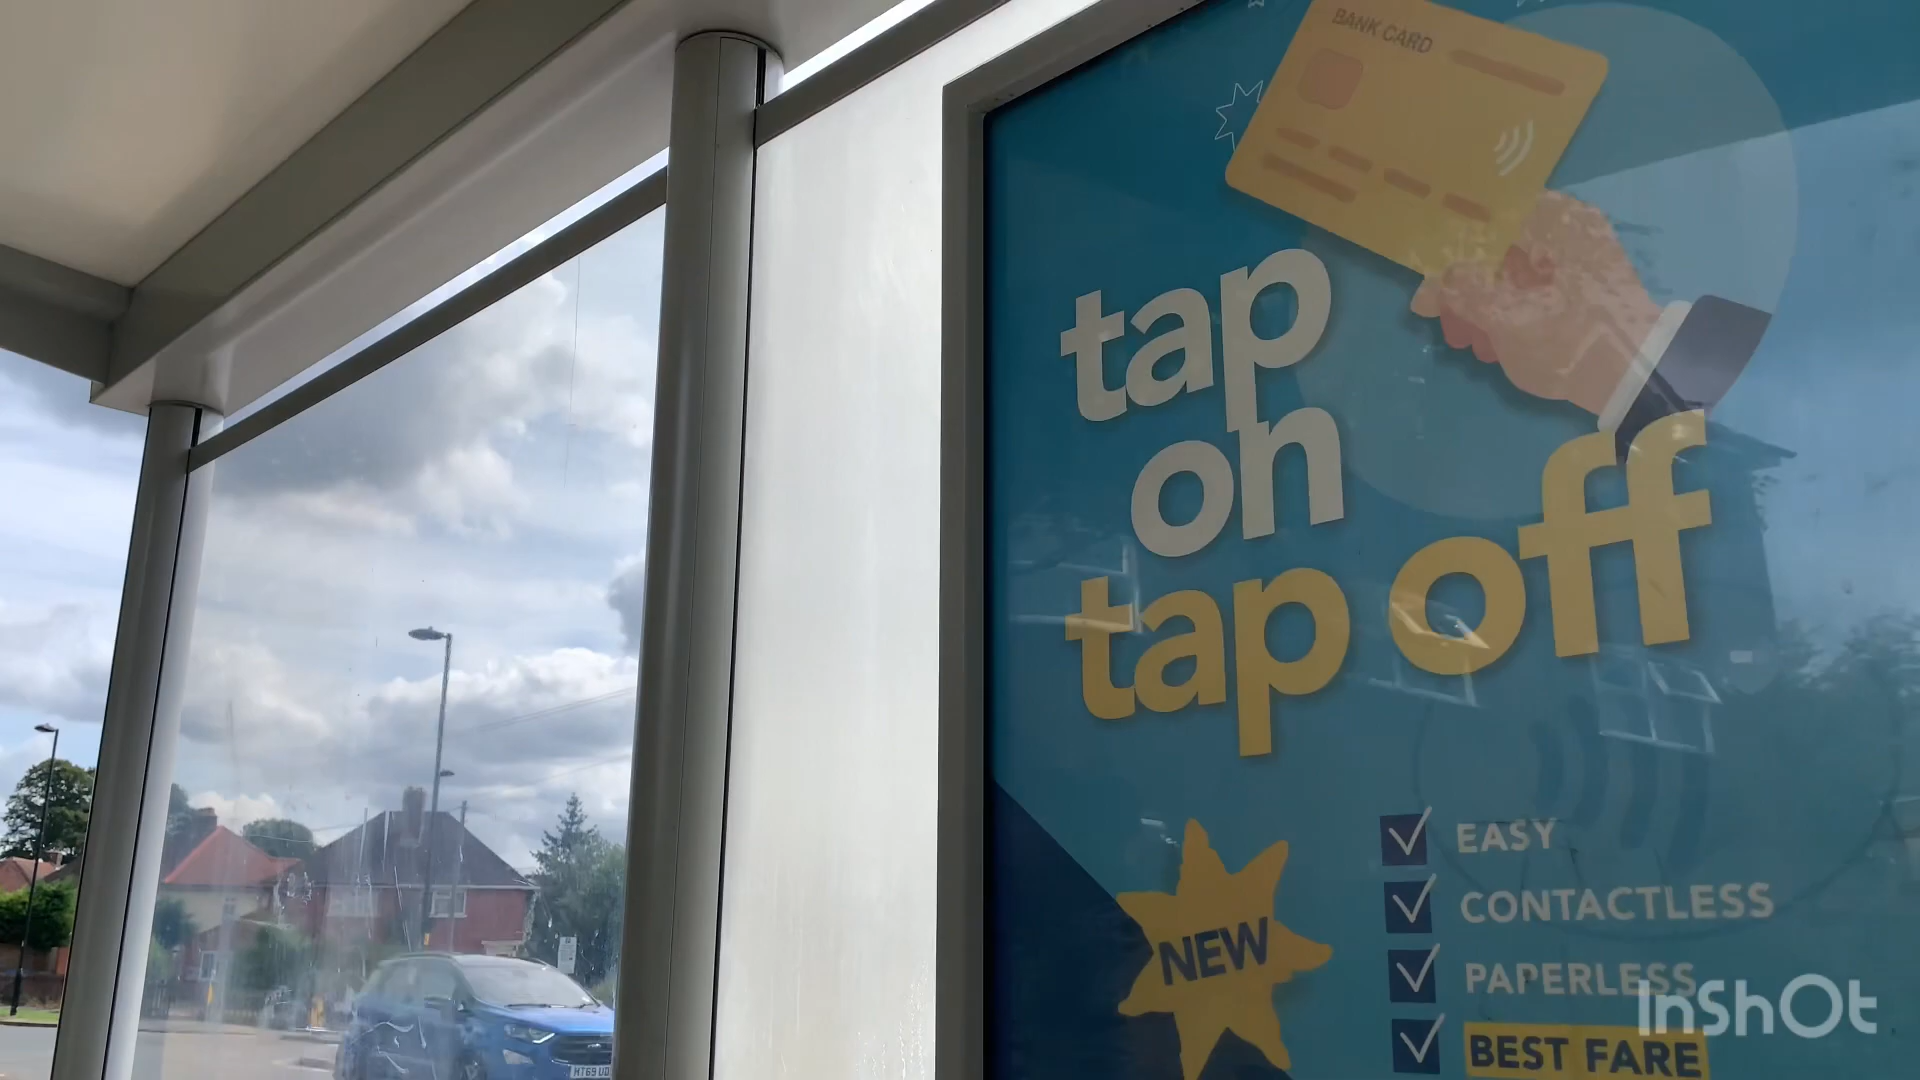 BANK CARD
tap
on
tap off
NEW
EASY
CONTACTLESS
PAPERLESS
BEST FARE
InShOt